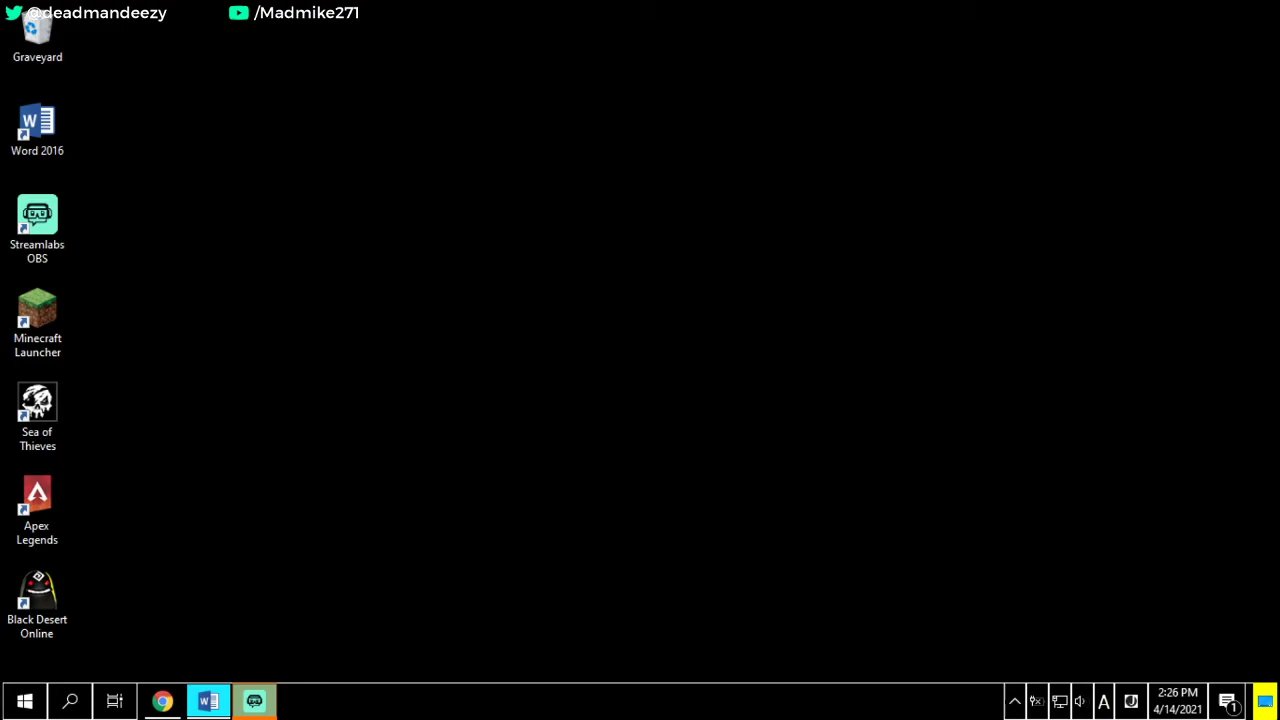 @deadmandeezy
/Madmike271
Graveyard
Word 2016
Streamlabs
OBS
Minecraft
Launcher
Sea of
Thieves
Apex
Legends
Black Desert
Online
A
2:26 PM
4/14/2021
1